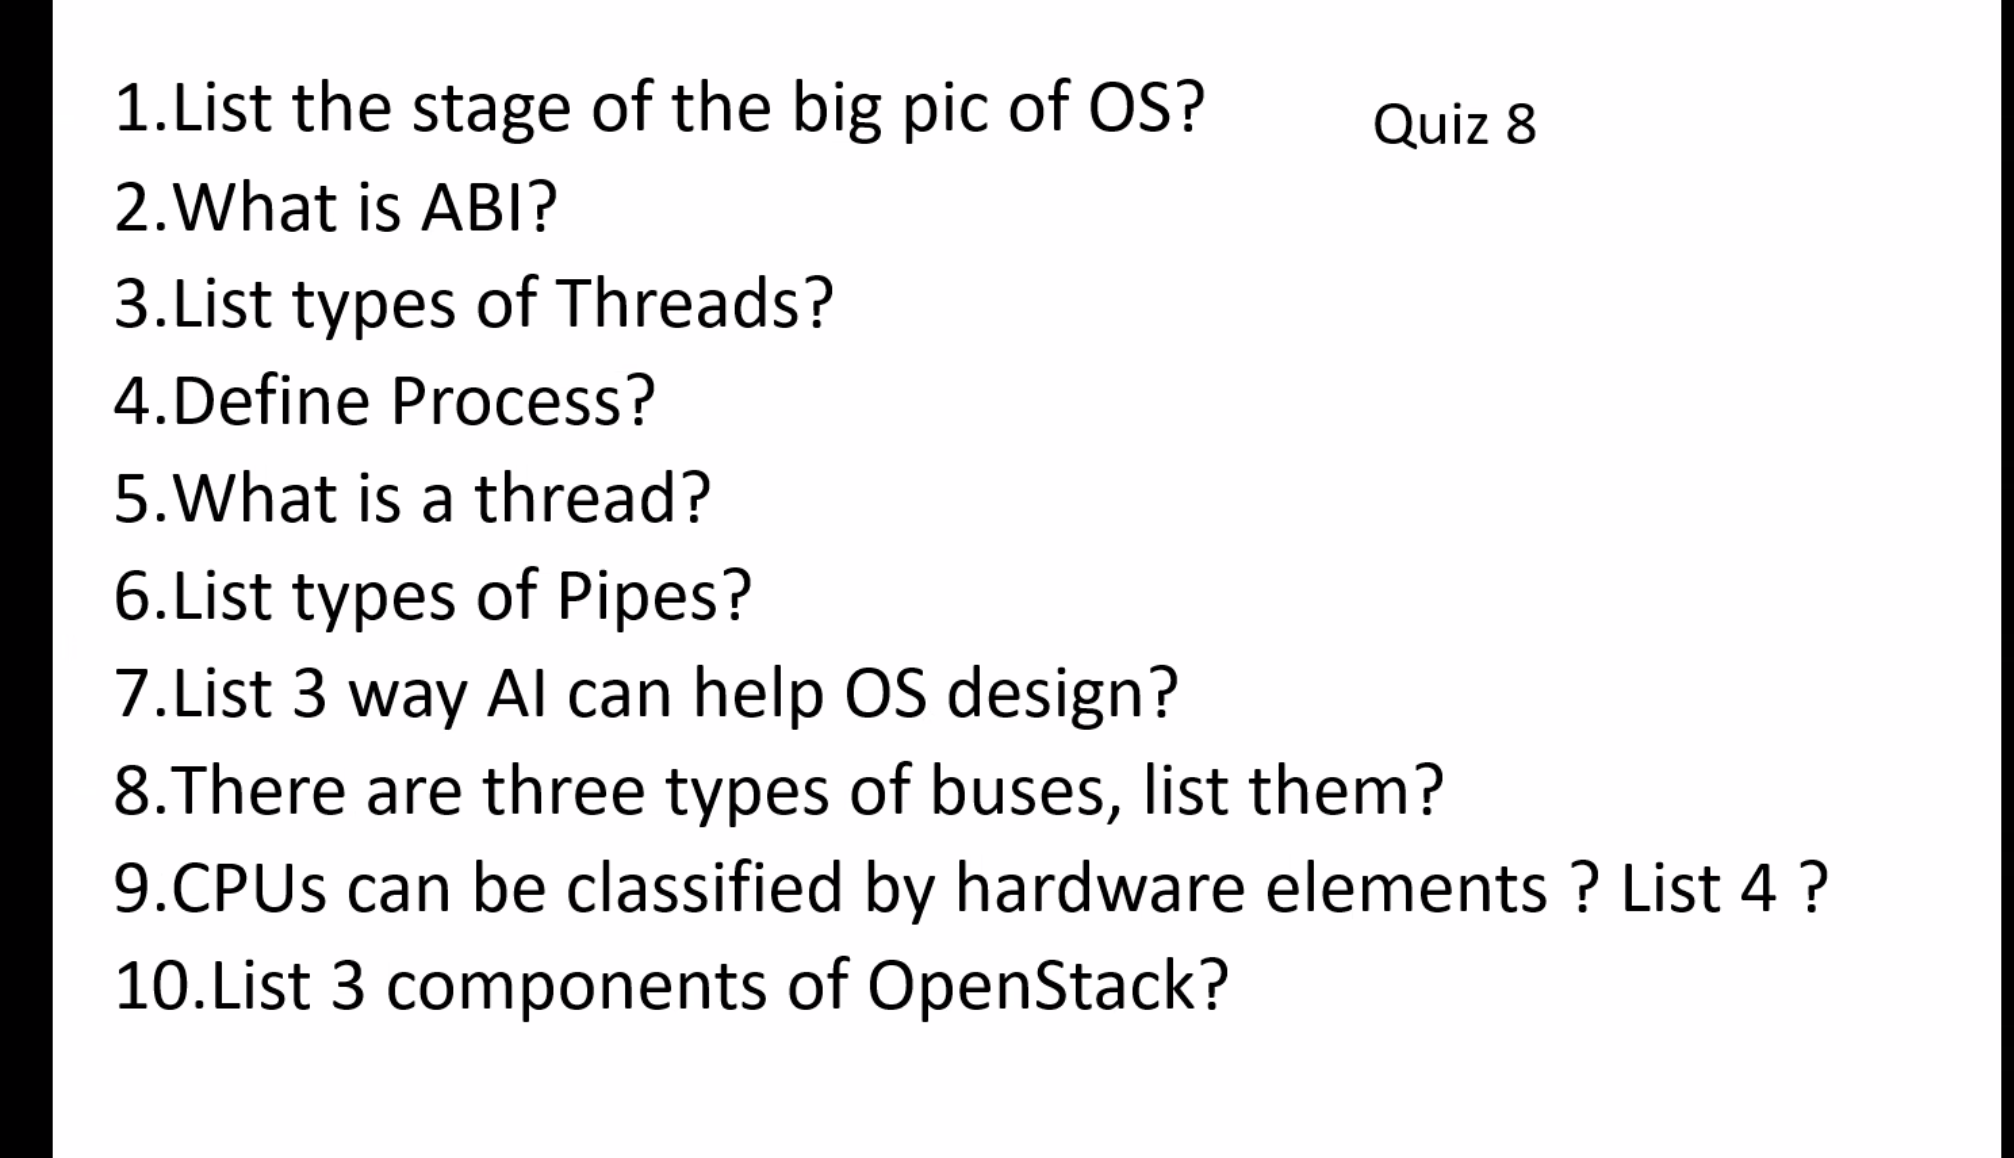 1.List the stage of the big pic of OS?
Quiz 8
2.What is ABI?
3.List types of Threads?
4.Define Process?
5.What is a thread?
6.List types of Pipes?
7.List 3 way AI can help OS design?
8.There are three types of buses, list them?
9.CPUs can be classified by hardware elements ? List 4 ?
10.List 3 components of OpenStack?